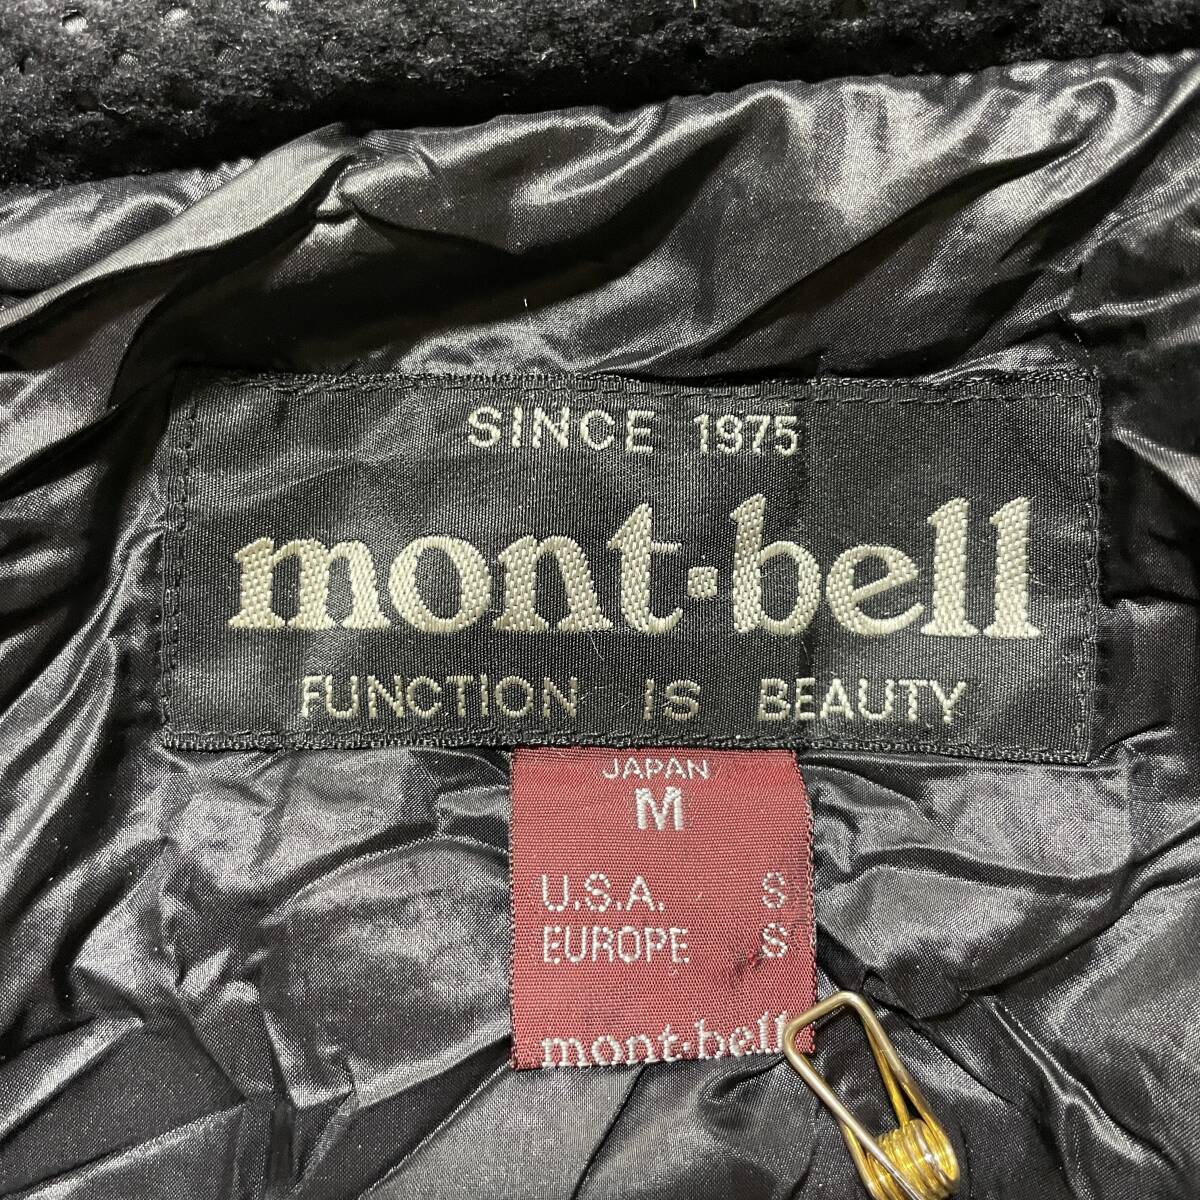 SINCE 1975
mont·bell
FUNCTION IS BEAUTY
JAPAN
M
U.S.A. S
EUROPE S
mont·bell